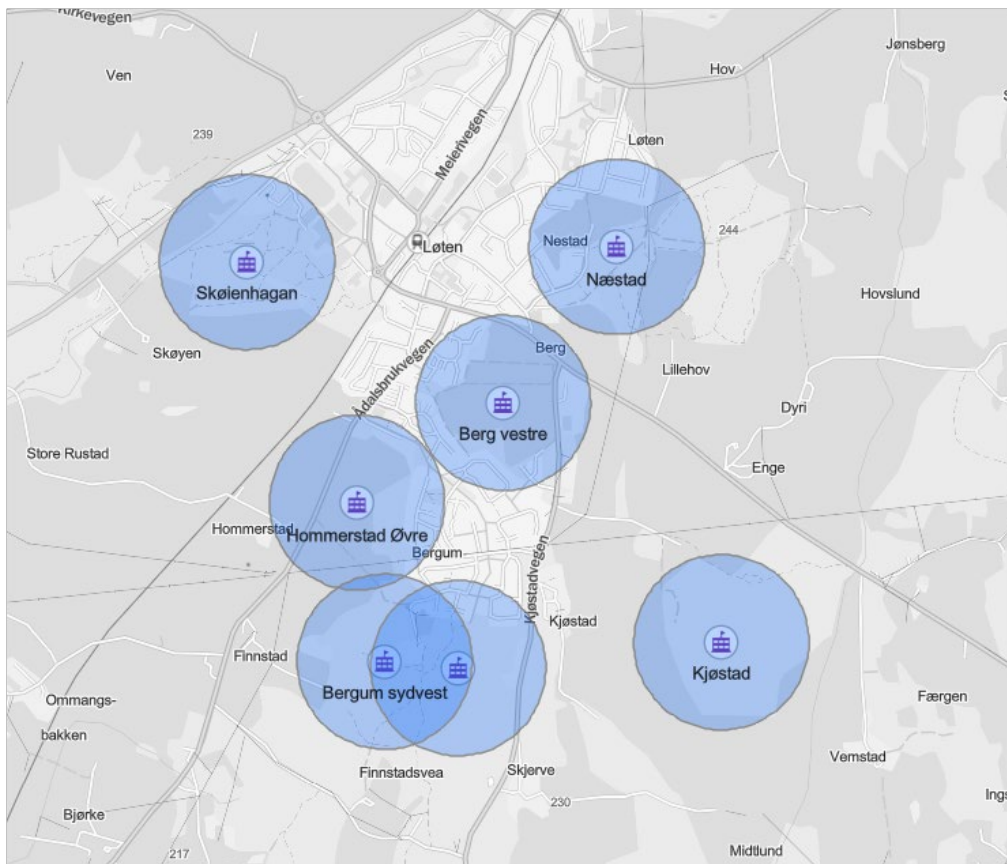 Kirkevegen
Jønsberg
Ven
Hov
239
Meierivegen
Løten
Løten
Nestad
244
Næstad
Skøienhagan
Hovslund
Skøyen
Ådalsbrukvegen
Berg
Lillehov
Dyri
Berg vestre
Store Rustad
Enge
Hommerstad
Hommerstad Øvre
Bergum
Kjøstadvegen
Kjøstad
Finnstad
Kjøstad
Bergum sydvest
Ommangs-
bakken
Færgen
Vemstad
Finnstadsvea
Skjerve
230
Bjørke
217
Midtlund